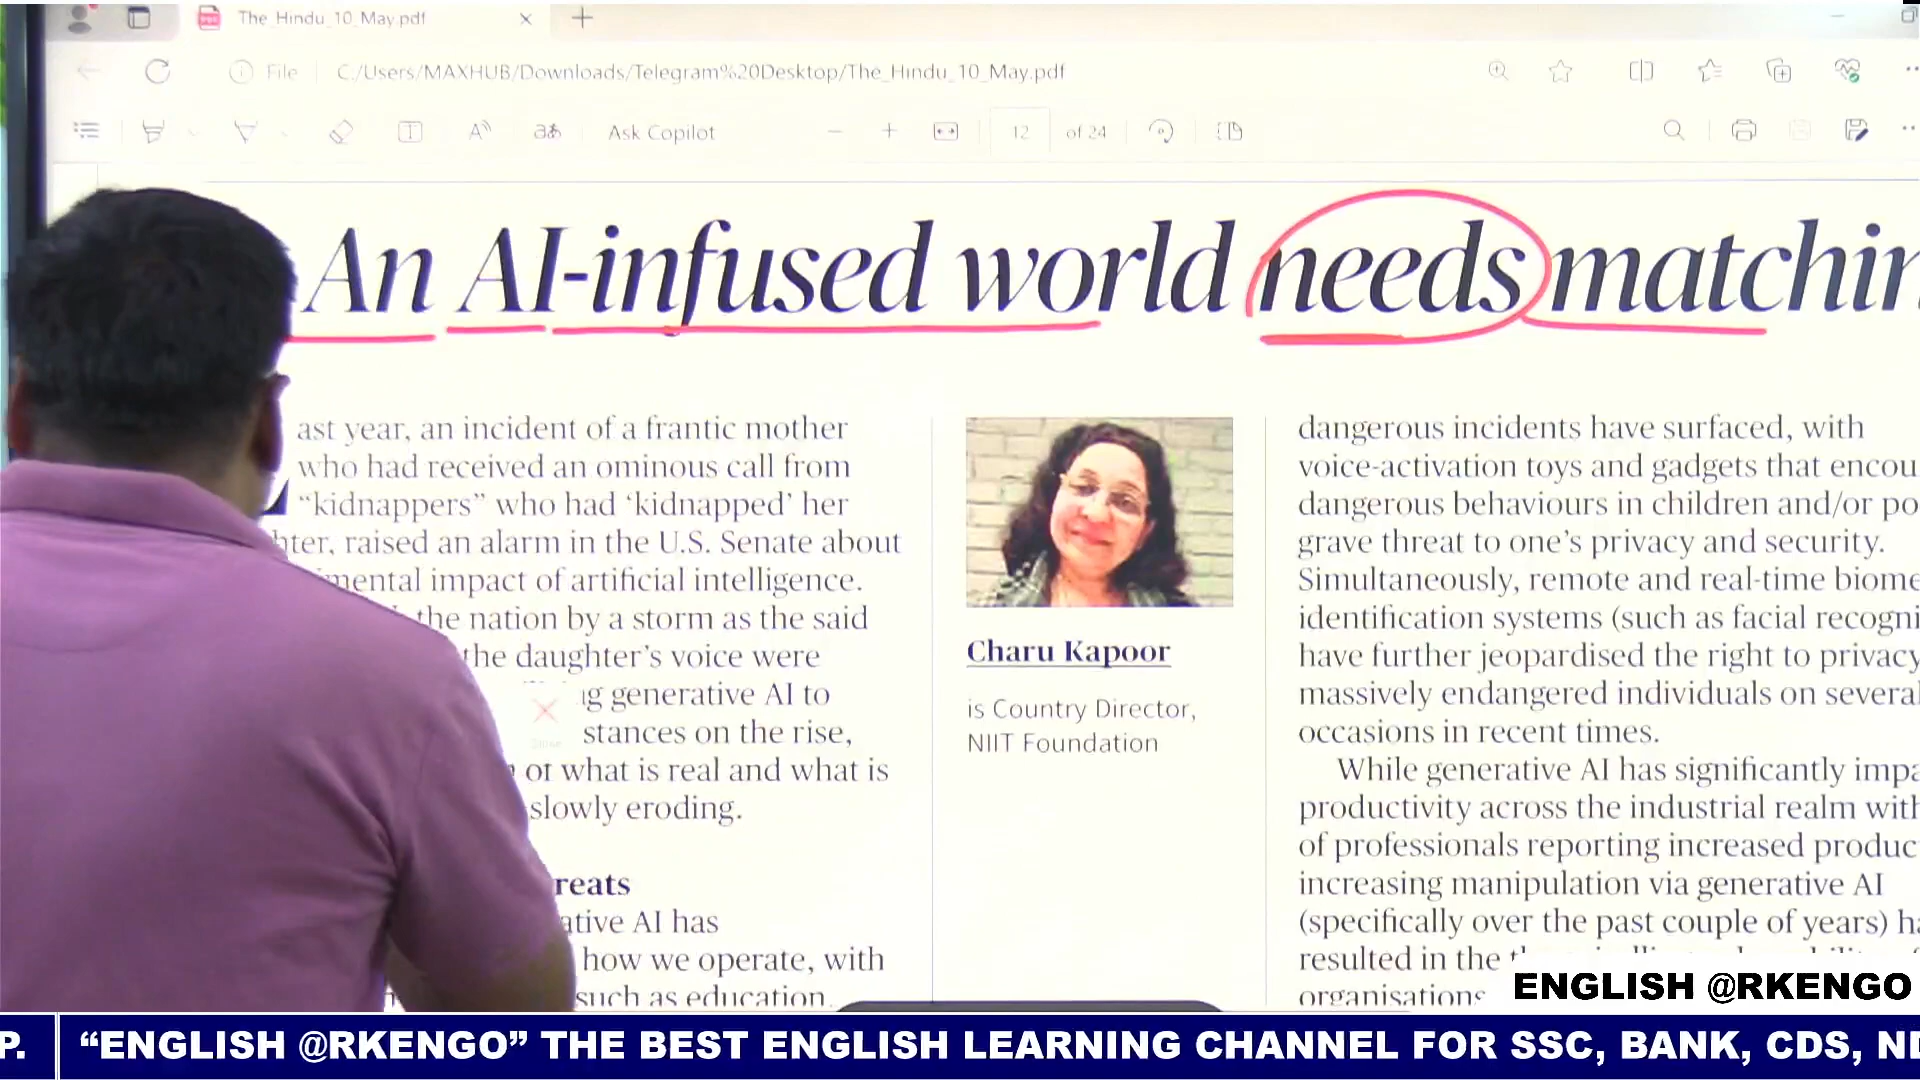 The_Hindu_10_May.pdf
File
C:/Users/MAXHUB/Downloads/Telegram%20Desktop/The_Hindu_10_May.pdf
Ask Copilot
12 of 24
An AI-infused world needs matchin
ast year, an incident of a frantic mother
who had received an ominous call from
“kidnappers” who had ‘kidnapped’ her
hter, raised an alarm in the U.S. Senate about
mental impact of artificial intelligence.
the nation by a storm as the said
the daughter’s voice were
g generative AI to
stances on the rise,
of what is real and what is
slowly eroding.
reats
ative AI has
how we operate, with
such as education,
Charu Kapoor
is Country Director,
NIIT Foundation
dangerous incidents have surfaced, with
voice-activation toys and gadgets that encou
dangerous behaviours in children and/or po
grave threat to one’s privacy and security.
Simultaneously, remote and real-time biome
identification systems (such as facial recogni
have further jeopardised the right to privacy
massively endangered individuals on several
occasions in recent times.
While generative AI has significantly impa
productivity across the industrial realm with
of professionals reporting increased produc
increasing manipulation via generative AI
(specifically over the past couple of years) ha
resulted in the
organisations
ENGLISH @RKENGO
P.
“ENGLISH @RKENGO” THE BEST ENGLISH LEARNING CHANNEL FOR SSC, BANK, CDS, ND